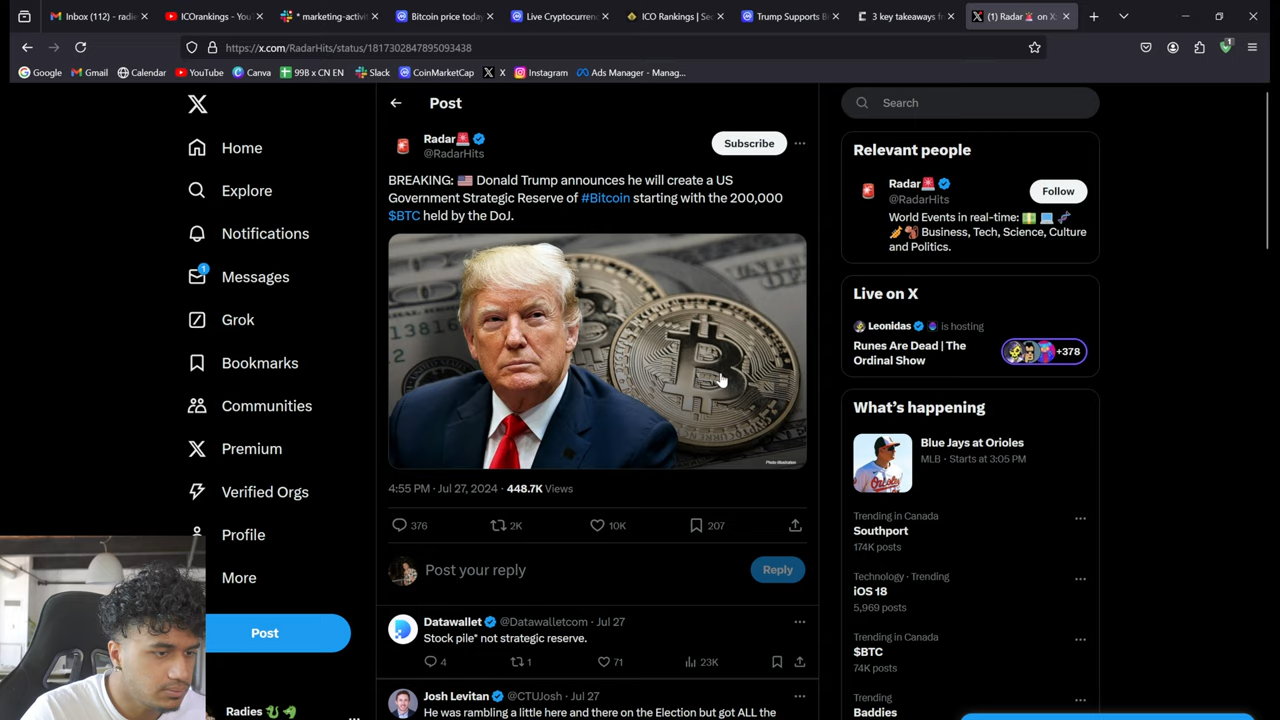 Inbox (112) - radie
ICOrankings - You
* marketing-activit
Bitcoin price today
Live Cryptocurrenc
ICO Rankings | Sec
Trump Supports B
3 key takeaways f
(1) Radar on X
https://x.com/RadarHits/status/1817302847895093438
1
Google
Gmail
Calendar
YouTube
Canva
99B x CN EN
Slack
CoinMarketCap
X
Instagram
Ads Manager - Manag...
Home
Explore
Notifications
1
Messages
Grok
Bookmarks
Communities
Premium
Verified Orgs
Profile
More
Post
Radies
Post
Radar
@RadarHits
Subscribe
BREAKING: Donald Trump announces he will create a US
Government Strategic Reserve of #Bitcoin starting with the 200,000
$BTC held by the DoJ.
Photo Illustration
4:55 PM · Jul 27, 2024 · 448.7K Views
376
2K
10K
207
Post your reply
Reply
Datawallet @Datawalletcom · Jul 27
Stock pile* not strategic reserve.
4
1
71
23K
Josh Levitan @CTUJosh · Jul 27
He was rambling a little here and there on the Election but got ALL the
Search
Relevant people
Radar
@RadarHits
Follow
World Events in real-time:
Business, Tech, Science, Culture
and Politics.
Live on X
Leonidas is hosting
Runes Are Dead | The
Ordinal Show
+378
What's happening
Blue Jays at Orioles
MLB · Starts at 3:05 PM
Trending in Canada
Southport
174K posts
Technology · Trending
iOS 18
5,969 posts
Trending in Canada
$BTC
74K posts
Trending
Baddies